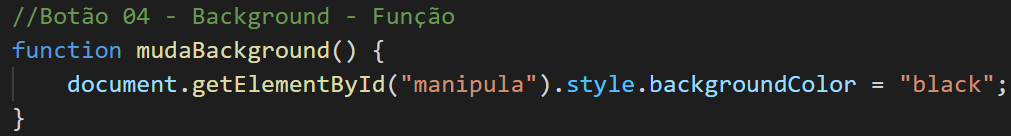 //Botão 04 - Background - Função
function mudaBackground() {
    document.getElementById("manipula").style.backgroundColor = "black";
}